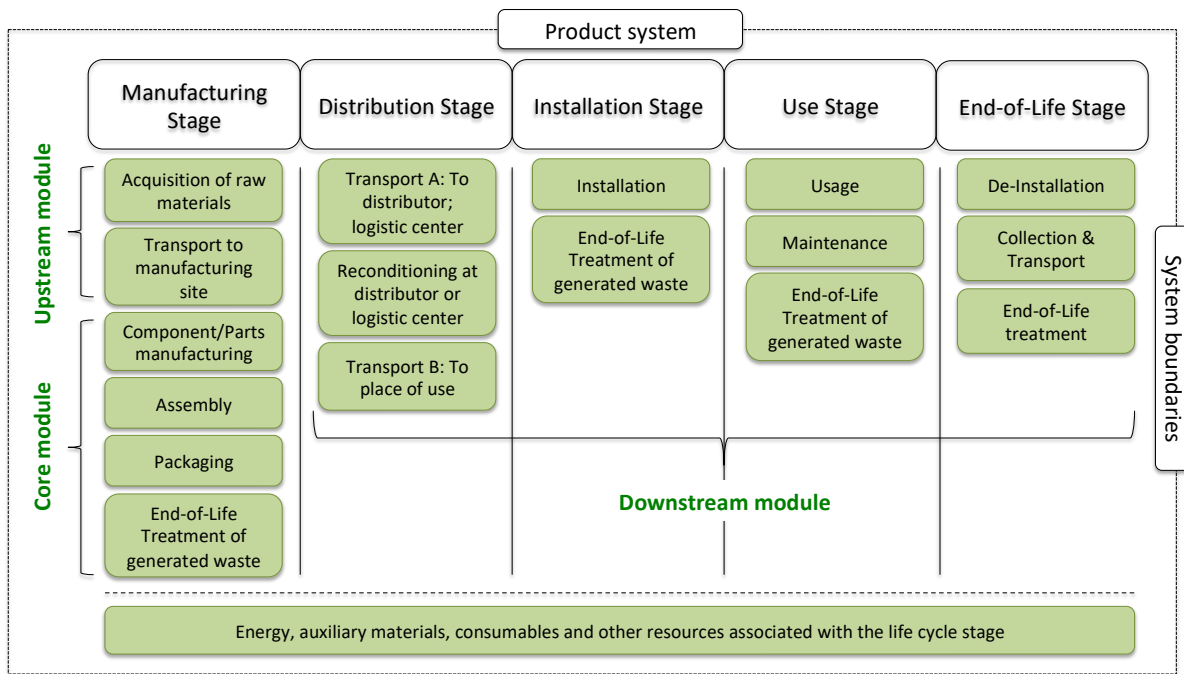 Product system
Manufacturing
Stage
Distribution Stage
Installation Stage
Use Stage
End-of-Life Stage
Upstream module
Core module
Acquisition of raw
materials
Transport to
manufacturing
site
Component/Parts
manufacturing
Assembly
Packaging
End-of-Life
Treatment of
generated waste
Transport A: To
distributor;
logistic center
Reconditioning at
distributor or
logistic center
Transport B: To
place of use
Installation
End-of-Life
Treatment of
generated waste
Usage
Maintenance
End-of-Life
Treatment of
generated waste
De-Installation
Collection &
Transport
End-of-Life
treatment
System boundaries
Downstream module
Energy, auxiliary materials, consumables and other resources associated with the life cycle stage